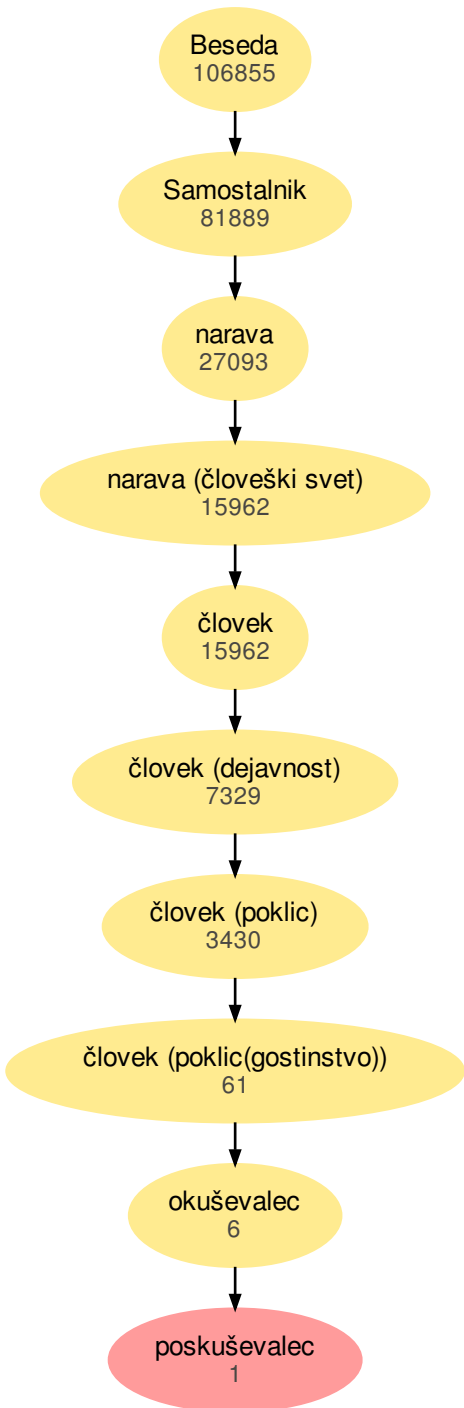 Beseda
106855
Samostalnik
81889
narava
27093
narava (človeški svet)
15962
človek
15962
človek (dejavnost)
7329
človek (poklic)
3430
človek (poklic(gostinstvo))
61
okuševalec
6
poskuševalec
1